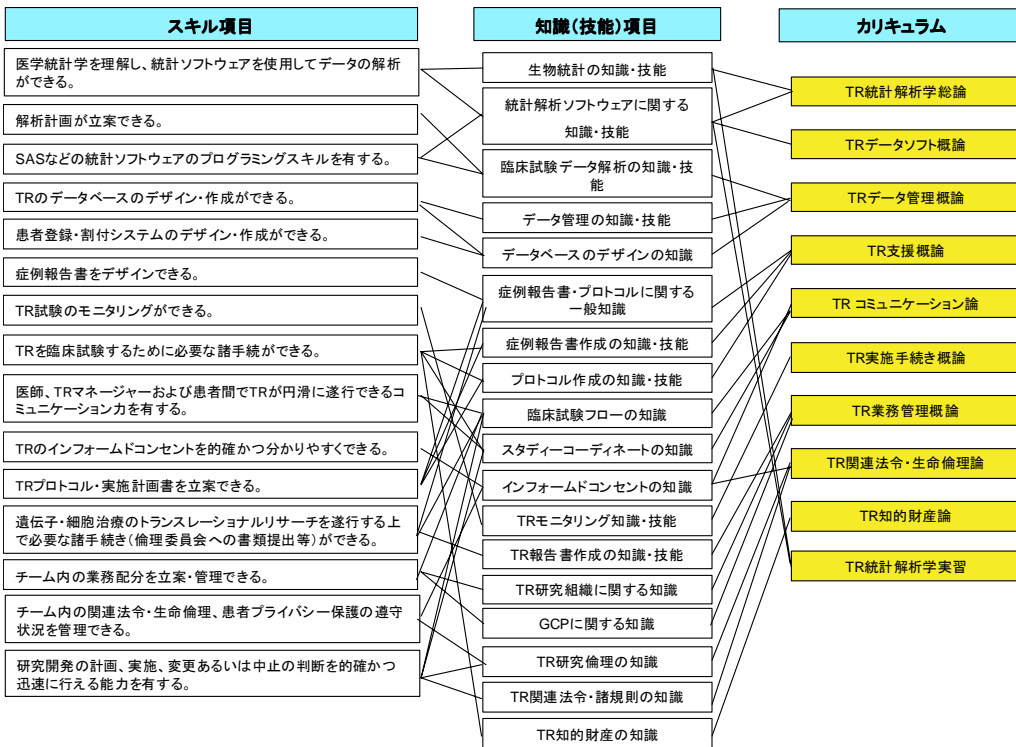 スキル項目
医学統計学を理解し、統計ソフトウェアを使用してデータの解析
ができる。
解析計画が立案できる。
SASなどの統計ソフトウェアのプログラミングスキルを有する。
TRのデータベースのデザイン・作成ができる。
患者登録・割付システムのデザイン・作成ができる。
症例報告書をデザインできる。
TR試験のモニタリングができる。
TRを臨床試験するために必要な諸手続ができる。
医師、TRマネージャーおよび患者間でTRが円滑に遂行できるコ
ミュニケーション力を有する。
TRのインフォームドコンセントを的確かつ分かりやすくできる。
TRプロトコル・実施計画書を立案できる。
遺伝子・細胞治療のトランスレーショナルリサーチを遂行する上
で必要な諸手続き(倫理委員会への書類提出等)ができる。
チーム内の業務配分を立案・管理できる。
チーム内の関連法令・生命倫理、患者プライバシー保護の遵守
状況を管理できる。
研究開発の計画、実施、変更あるいは中止の判断を的確かつ
迅速に行える能力を有する。
知識(技能)項目
生物統計の知識・技能
統計解析ソフトウェアに関する
知識・技能
臨床試験データ解析の知識・技
能
データ管理の知識・技能
データベースのデザインの知識
症例報告書・プロトコルに関する
一般知識
症例報告書作成の知識・技能
プロトコル作成の知識・技能
臨床試験フローの知識
スタディーコーディネートの知識
インフォームドコンセントの知識
TRモニタリング知識・技能
TR報告書作成の知識・技能
TR研究組織に関する知識
GCPに関する知識
TR研究倫理の知識
TR関連法令・諸規則の知識
TR知的財産の知識
カリキュラム
TR統計解析学総論
TRデータソフト概論
TRデータ管理概論
TR支援概論
TR コミュニケーション論
TR実施手続き概論
TR業務管理概論
TR関連法令・生命倫理論
TR知的財産論
TR統計解析学実習